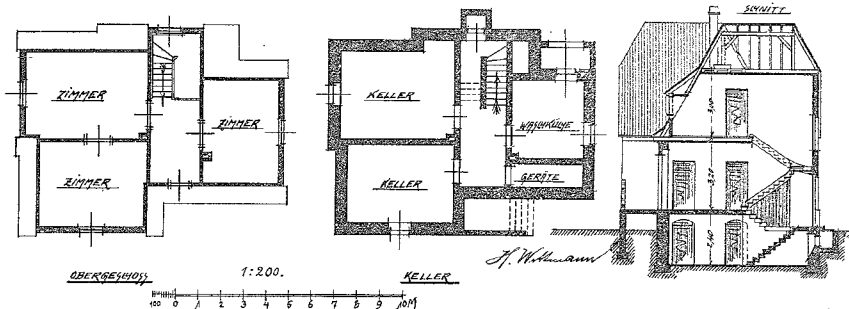 SCHNITT
ZIMMER
ZIMMER
ZIMMER
KELLER
WASCHKÜCHE
KELLER
GERÄTE
3,00
3,20
2,40
OBERGESCHOSS
1:200.
KELLER
100 0 1 2 3 4 5 6 7 8 9 10M